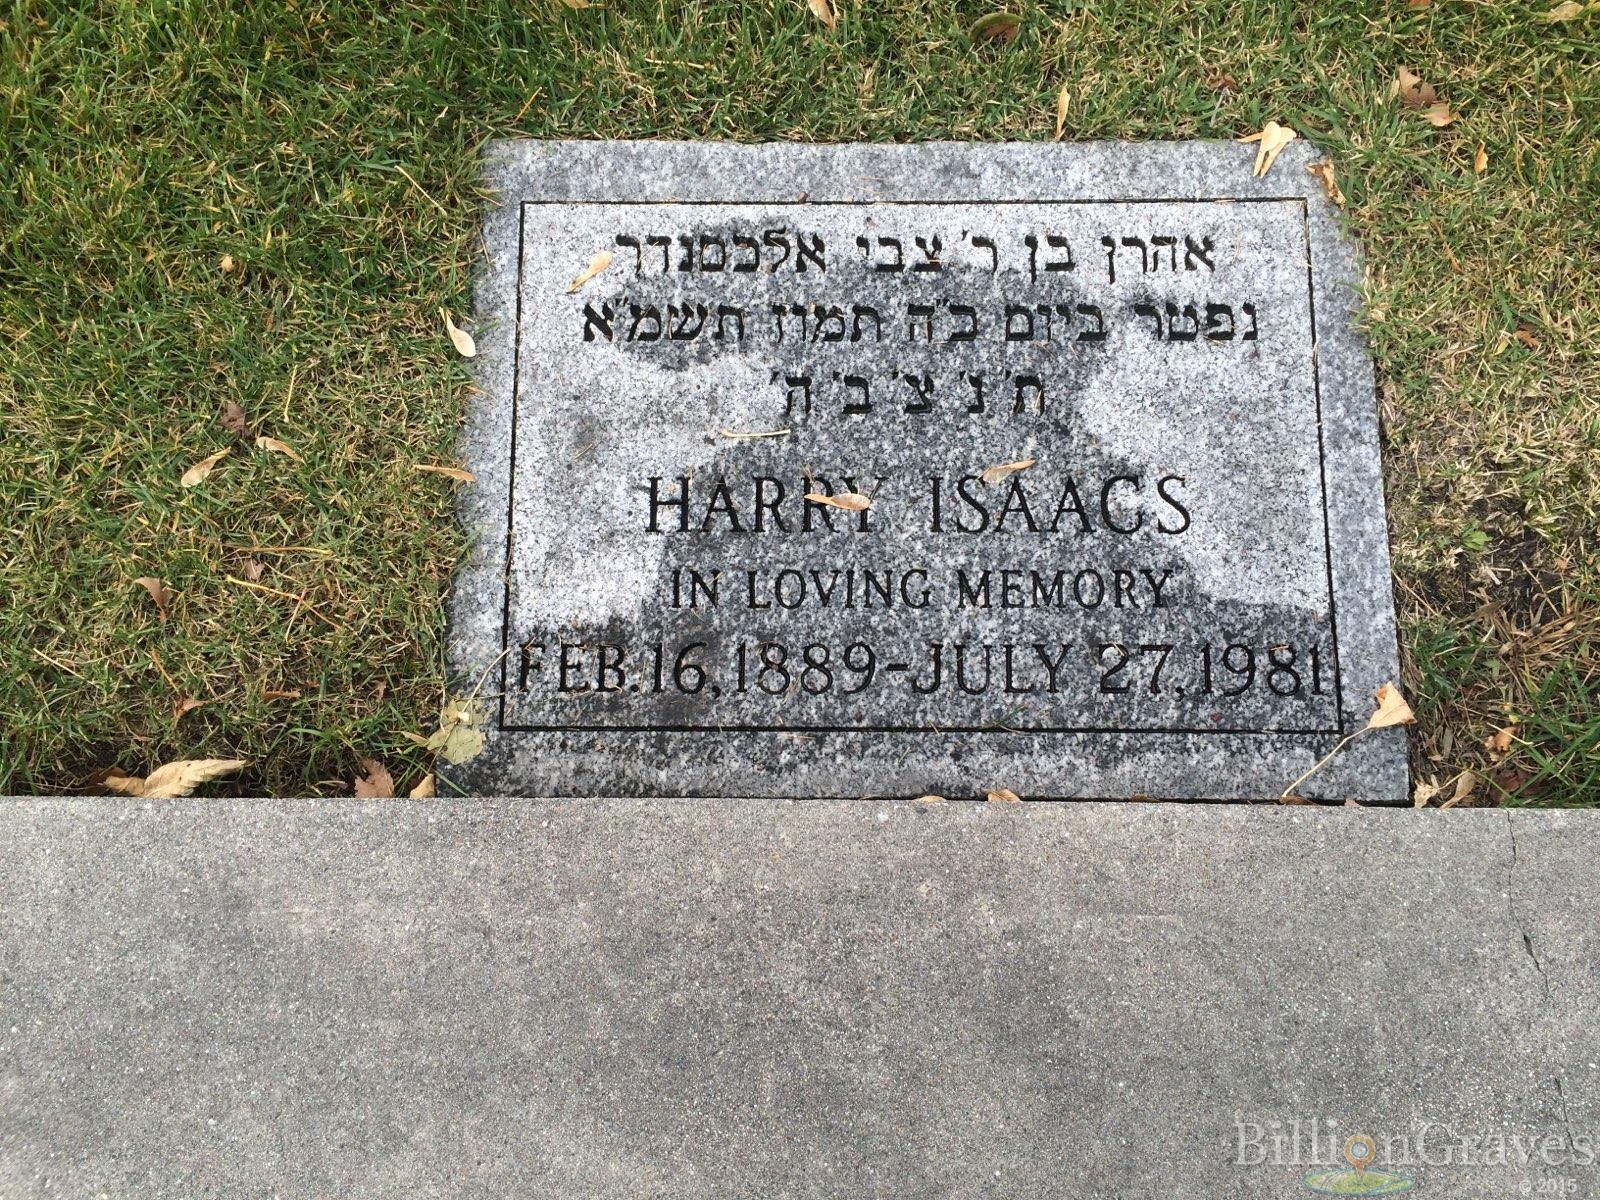 אהרן בן ר' צבי אלכסנדר
נפטר ביום כ"ה תמוז תשמ"א
ת' נ' צ' ב' ה'
HARRY ISAACS
IN LOVING MEMORY
FEB.16,1889-JULY 27,1981
BillionGraves
© 2015